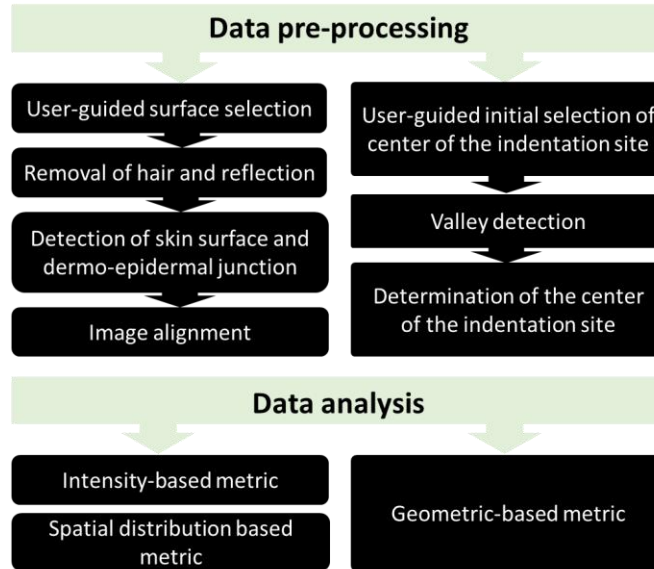 Data pre-processing
User-guided surface selection
Removal of hair and reflection
Detection of skin surface and
dermo-epidermal junction
Image alignment
User-guided initial selection of
center of the indentation site
Valley detection
Determination of the center
of the indentation site
Data analysis
Intensity-based metric
Spatial distribution based
metric
Geometric-based metric